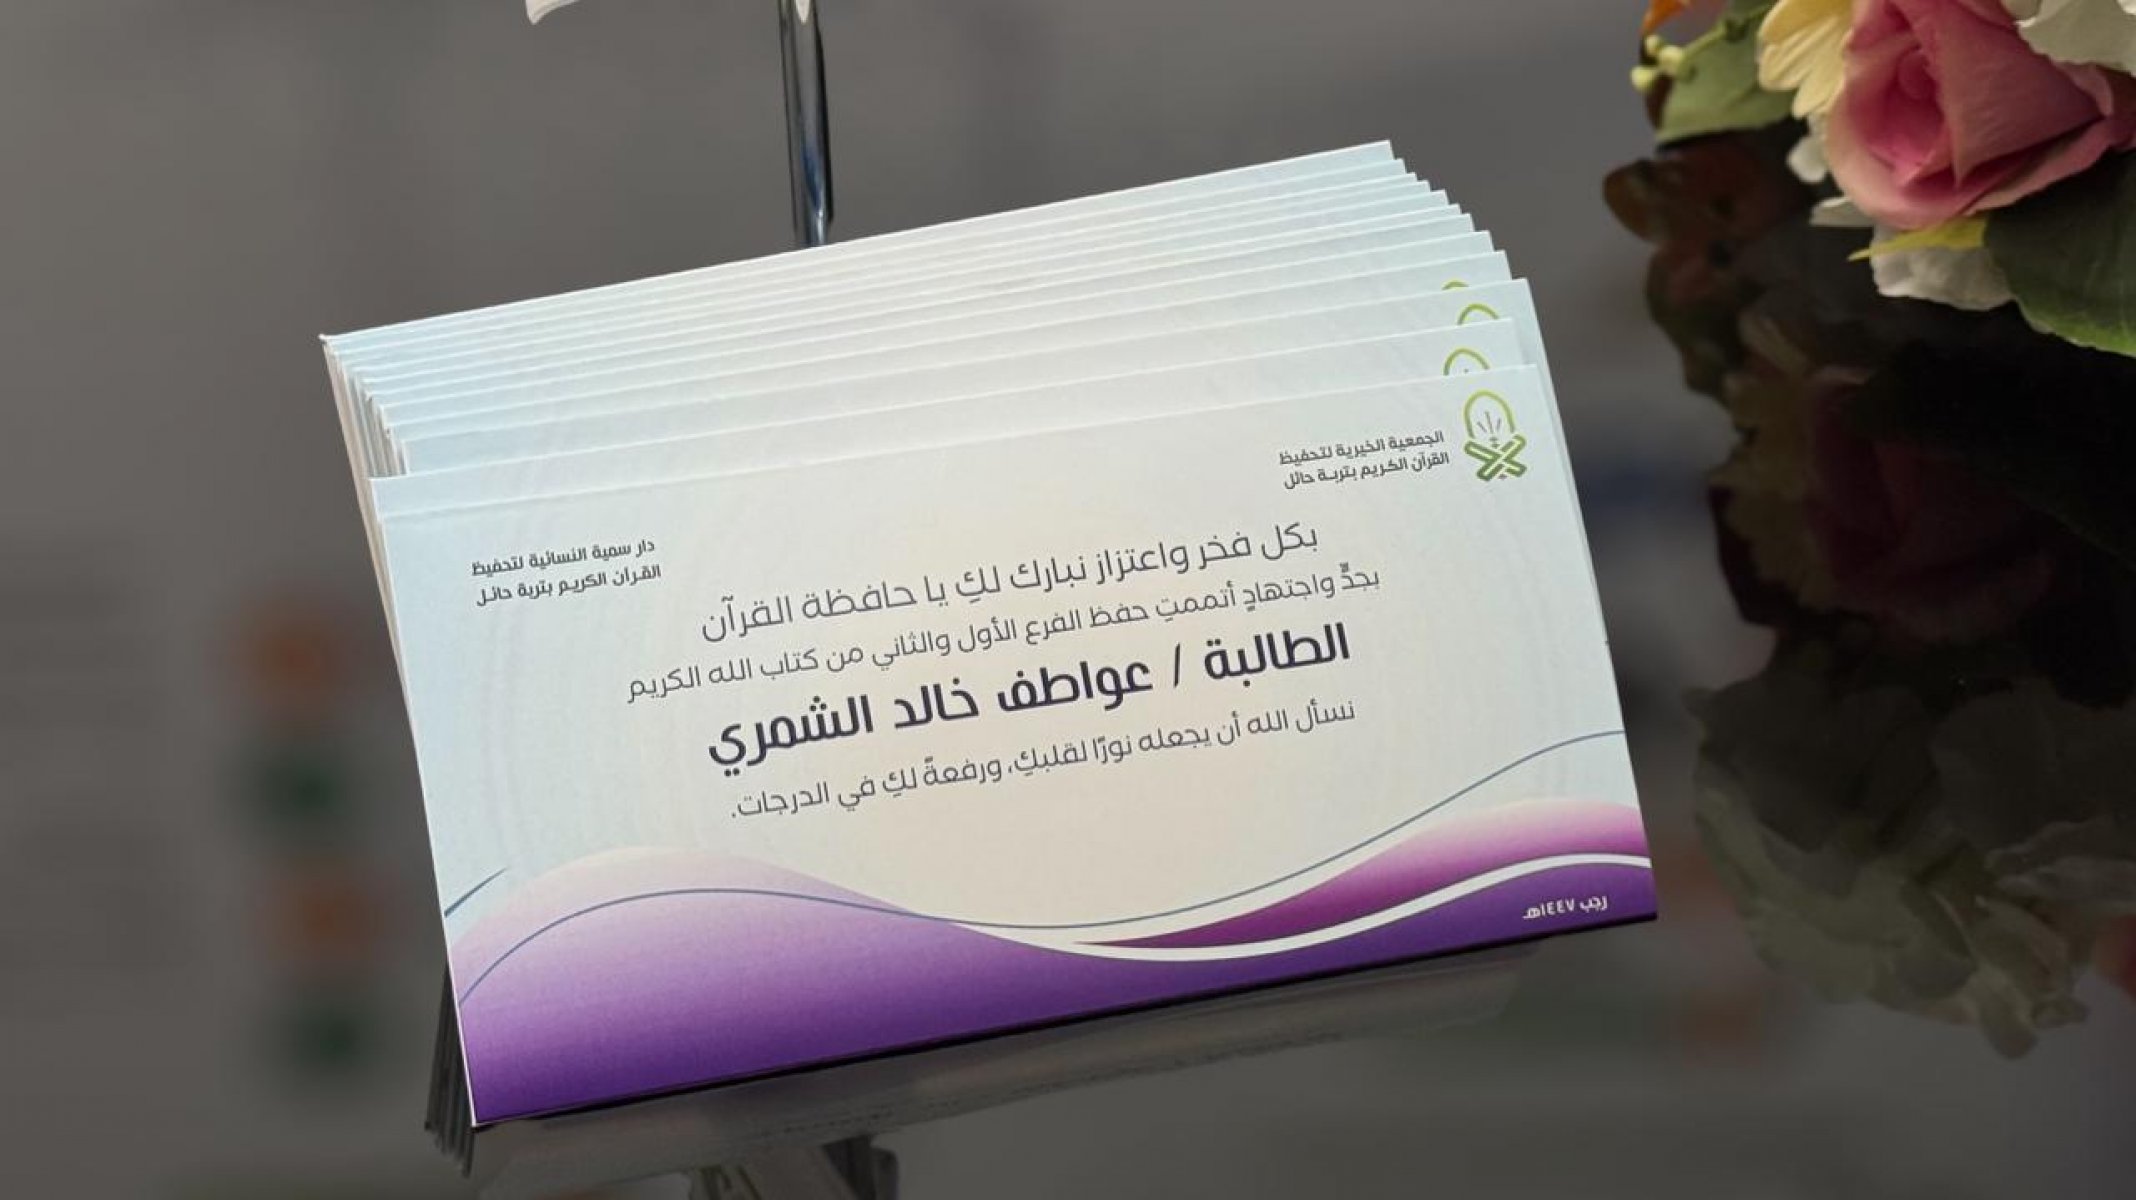 الجمعية الخيرية لتحفيظ
القرآن الكريم بتربة حائل
دار سمية النسائية لتحفيظ
القرآن الكريم بتربة حائل
بكل فخر واعتزاز نبارك لكِ يا حافظة القرآن
بجدٍّ واجتهادٍ أتممتِ حفظ الفرع الأول والثاني من كتاب الله الكريم
الطالبة / عواطف خالد الشمري
نسأل الله أن يجعله نورًا لقلبكِ، ورفعةً لكِ في الدرجات.
رجب ١٤٤٧هـ